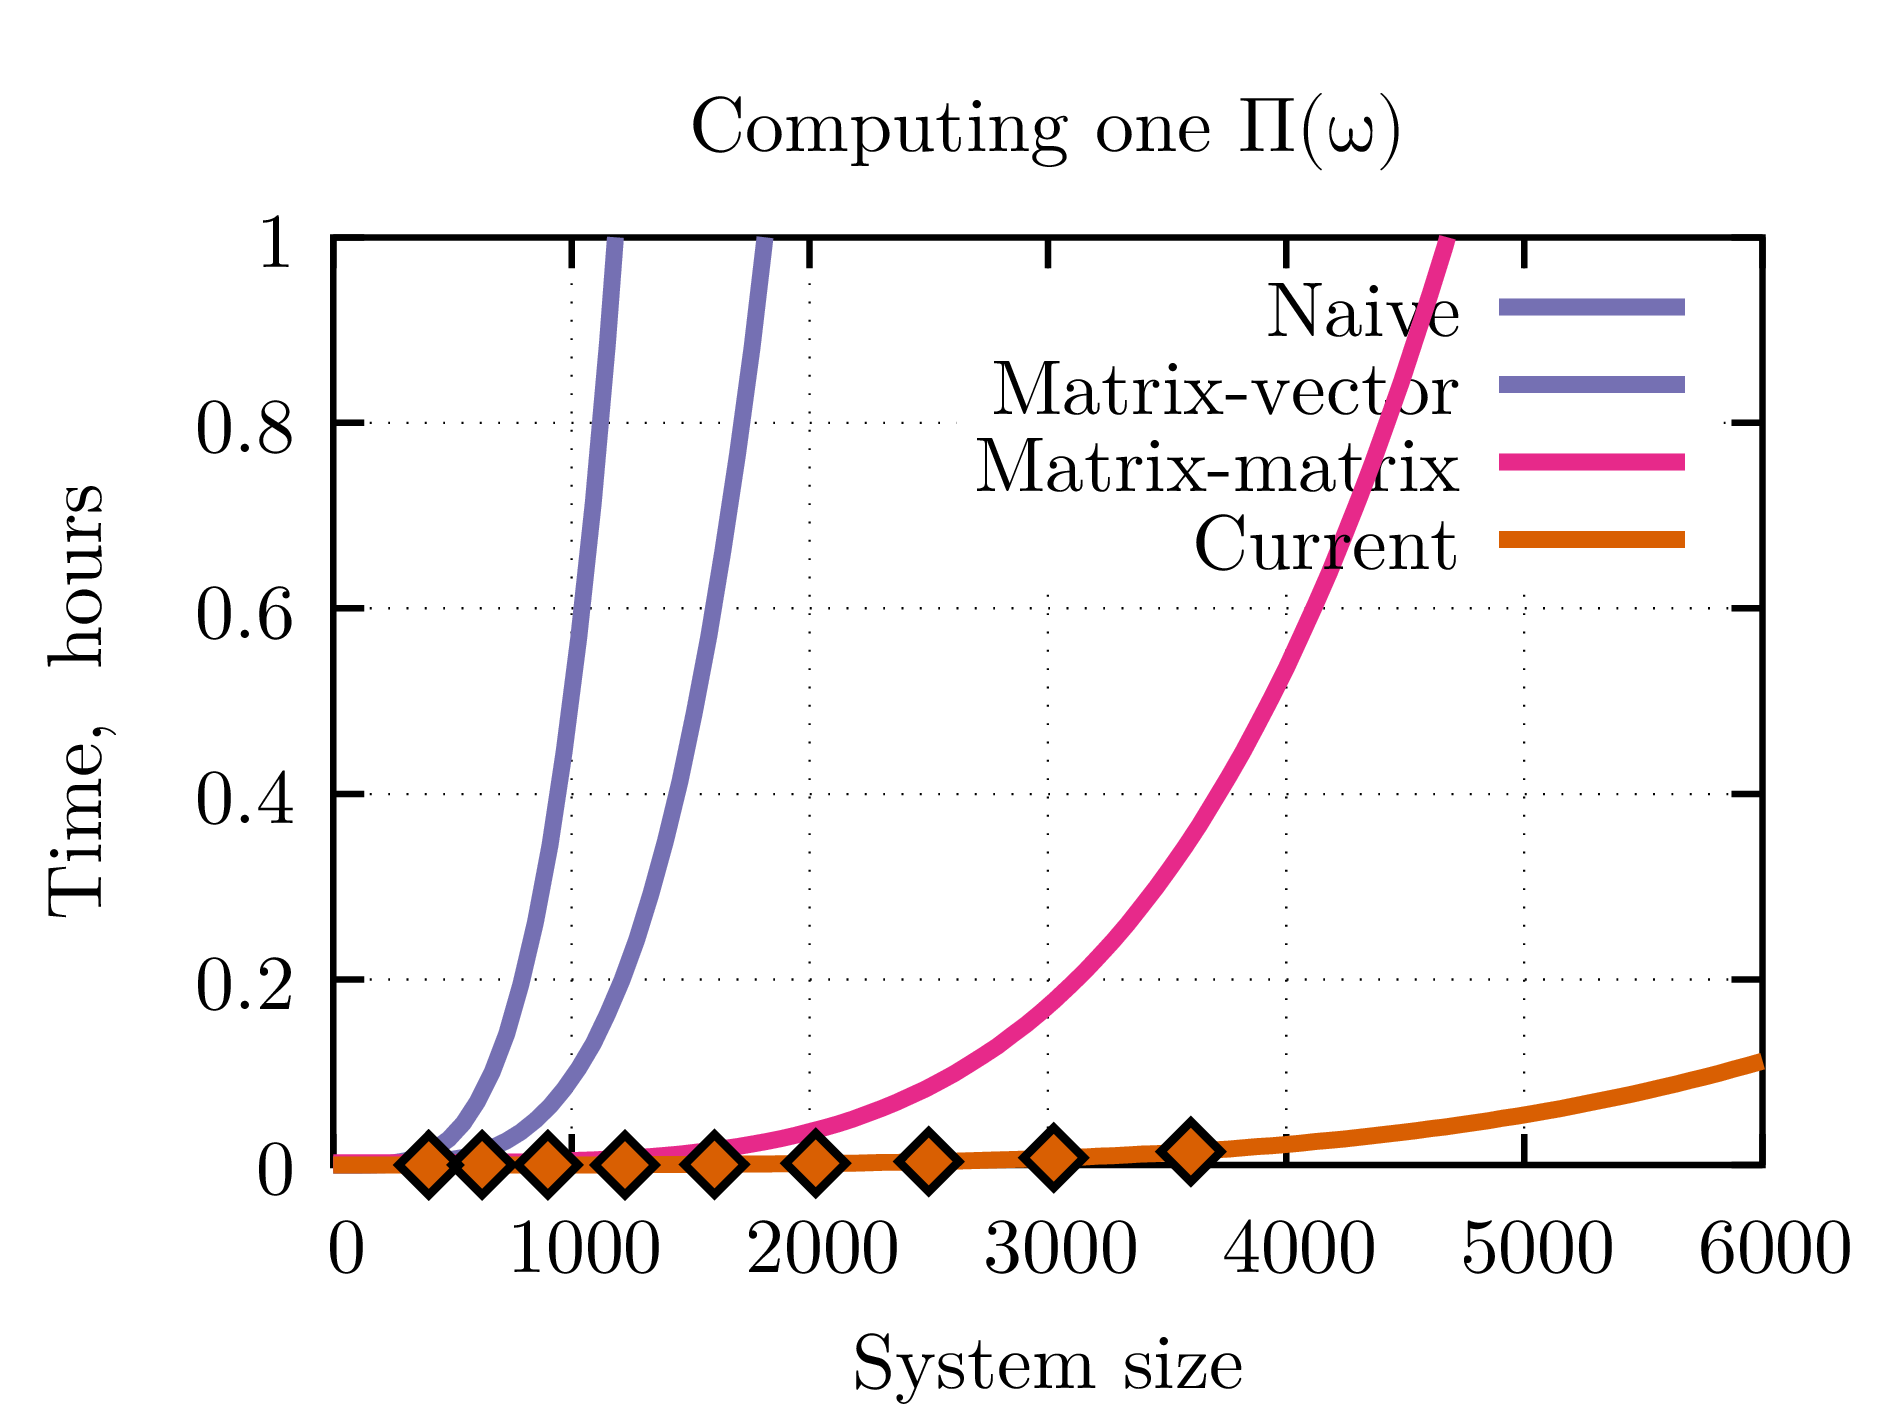 Computing one Π(ω)
1
0.8
0.6
0.4
0.2
0
Time, hours
Naive
Matrix-vector
Matrix-matrix
Current
0 1000 2000 3000 4000 5000 6000
System size